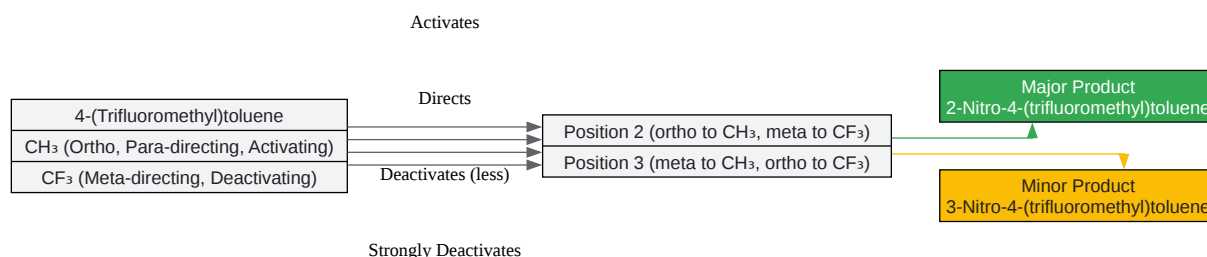 Activates
Directs
4-(Trifluoromethyl)toluene
CH₃ (Ortho, Para-directing, Activating)
CF₃ (Meta-directing, Deactivating)
Deactivates (less)
Strongly Deactivates
Position 2 (ortho to CH₃, meta to CF₃)
Position 3 (meta to CH₃, ortho to CF₃)
Major Product
2-Nitro-4-(trifluoromethyl)toluene
Minor Product
3-Nitro-4-(trifluoromethyl)toluene